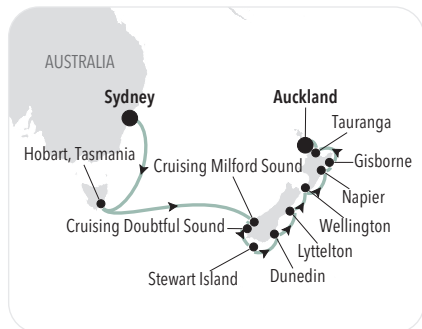 AUSTRALIA
Sydney
Auckland
Tauranga
Hobart, Tasmania
Cruising Milford Sound
Gisborne
Napier
Cruising Doubtful Sound
Wellington
Lyttelton
Stewart Island
Dunedin